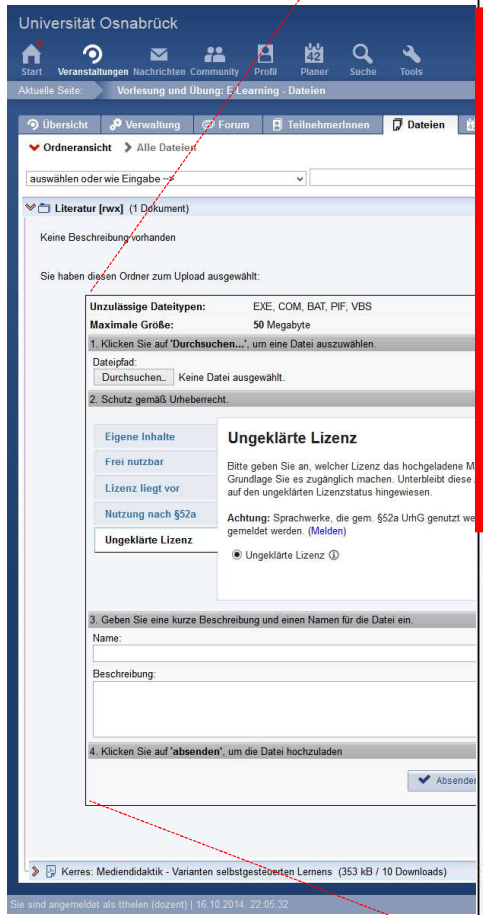 Universität Osnabrück
Start Veranstaltungen Nachrichten Community Profil Planer Suche Tools
42
Aktuelle Seite: Vorlesung und Übung: E-Learning - Dateien
Übersicht Verwaltung Forum TeilnehmerInnen Dateien
Ordneransicht Alle Dateien
auswählen oder wie Eingabe -->
Literatur [rwx] (1 Dokument)
Keine Beschreibung vorhanden
Sie haben diesen Ordner zum Upload ausgewählt:
Unzulässige Dateitypen: EXE, COM, BAT, PIF, VBS
Maximale Größe: 50 Megabyte
1. Klicken Sie auf 'Durchsuchen...', um eine Datei auszuwählen.
Dateipfad:
Durchsuchen... Keine Datei ausgewählt.
2. Schutz gemäß Urheberrecht.
Eigene Inhalte
Frei nutzbar
Lizenz liegt vor
Nutzung nach §52a
Ungeklärte Lizenz
Ungeklärte Lizenz
Bitte geben Sie an, welcher Lizenz das hochgeladene M
Grundlage Sie es zugänglich machen. Unterbleibt diese
auf den ungeklärten Lizenzstatus hingewiesen.
Achtung: Sprachwerke, die gem. §52a UrhG genutzt we
gemeldet werden. (Melden)
Ungeklärte Lizenz
3. Geben Sie eine kurze Beschreibung und einen Namen für die Datei ein.
Name:
Beschreibung:
4. Klicken Sie auf 'absenden', um die Datei hochzuladen
Absenden
Kerres: Mediendidaktik - Varianten selbstgesteuerten Lernens (353 kB / 10 Downloads)
Sie sind angemeldet als tthelen (dozent) | 16.10.2014, 22:05:32